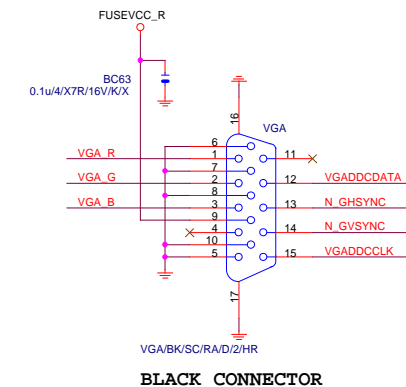 FUSEVCC_R
BC63
0.1u/4/X7R/16V/K/X
16
VGA
6
VGA_R 1 11
7
VGA_G 2 12 VGADDCDATA
8
VGA_B 3 13 N_GHSYNC
9
4 14 N_GVSYNC
10
5 15 VGADDCCLK
17
VGA/BK/SC/RA/D/2/HR
BLACK CONNECTOR